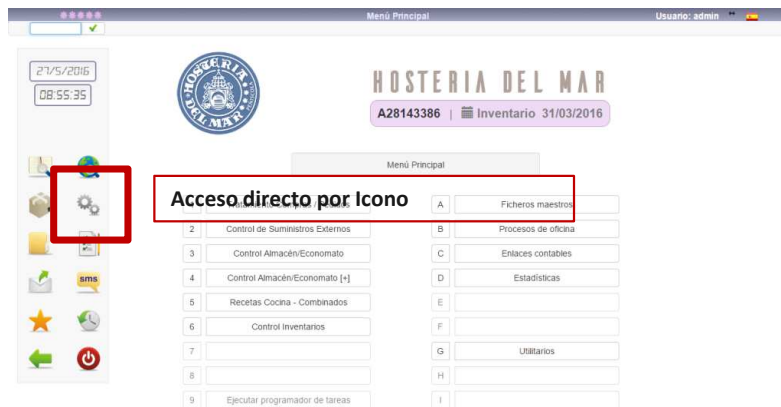 Menú Principal
Usuario: admin
27/5/2016
08:55:35
HOSTERIA
DEL MAR
HOSTERIA DEL MAR
A28143386 | Inventario 31/03/2016
Menú Principal
Acceso directo por Icono
A Ficheros maestros
2 Control de Suministros Externos
B Procesos de oficina
3 Control Almacén/Economato
C Enlaces contables
4 Control Almacén/Economato [+]
D Estadísticas
5 Recetas Cocina - Combinados
E
6 Control Inventarios
F
7
G Utilitarios
8
H
9 Ejecutar programador de tareas
I
sms